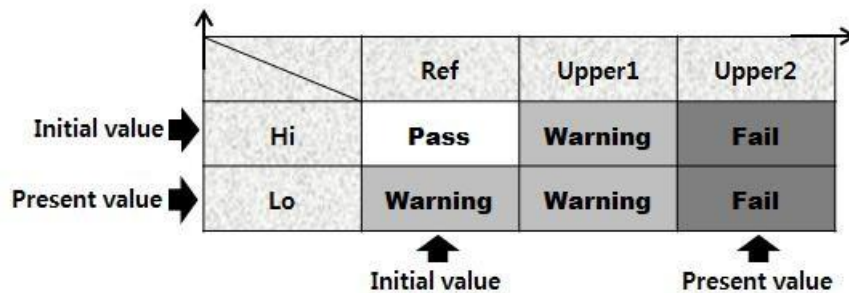 Ref Upper1 Upper2
Initial value Hi Pass Warning Fail
Present value Lo Warning Warning Fail
Initial value Present value